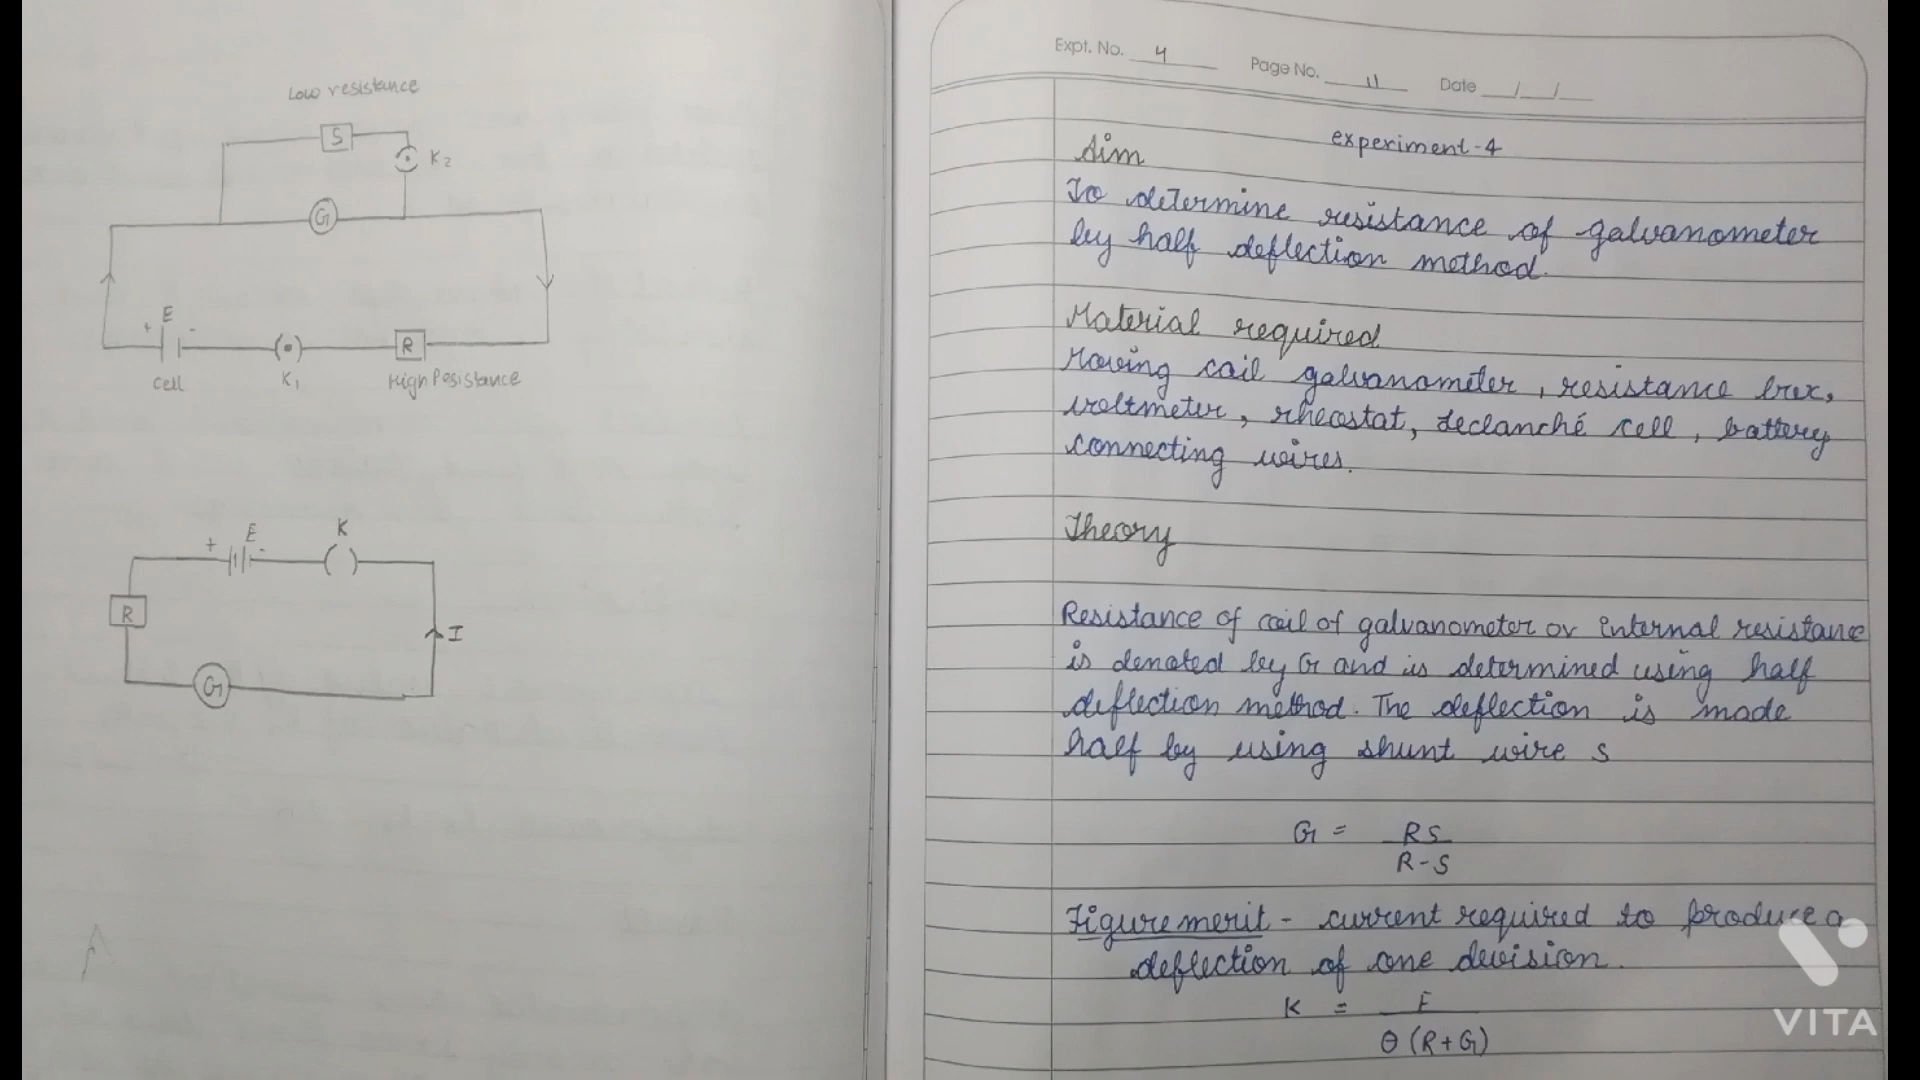 Low resistance
S
K2
G
E
+
-
R
Cell
K1
High Resistance
E
K
+
-
R
I
G
Expt. No. 4
Page No. 11
Date __/__/__
experiment-4
Aim
To determine resistance of galvanometer
by half deflection method.
Material required
Moving coil galvanometer, resistance box,
voltmeter, rheostat, leclanché cell, battery
connecting wires.
Theory
Resistance of coil of galvanometer or internal resistance
is denoted by G and is determined using half
deflection method. The deflection is made
half by using shunt wire s
G = RS
R-S
Figure merit - current required to produce a
deflection of one devision.
K = E
θ (R+G)
VITA